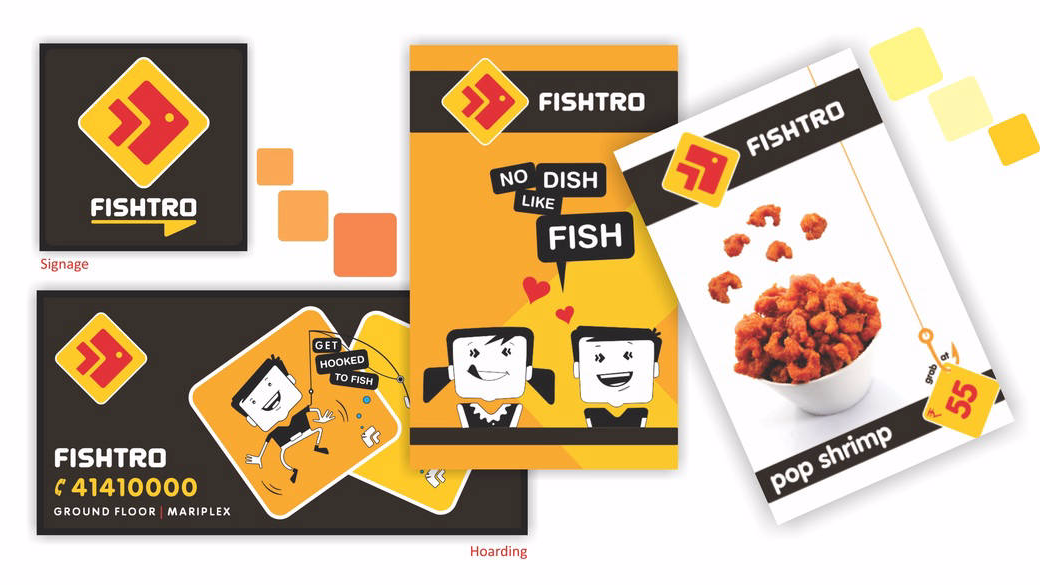 FISHTRO
Signage
FISHTRO
41410000
GROUND FLOOR | MARIPLEX
GET
HOOKED
TO FISH
Hoarding
FISHTRO
NO DISH
LIKE
FISH
FISHTRO
grab at
55
pop shrimp